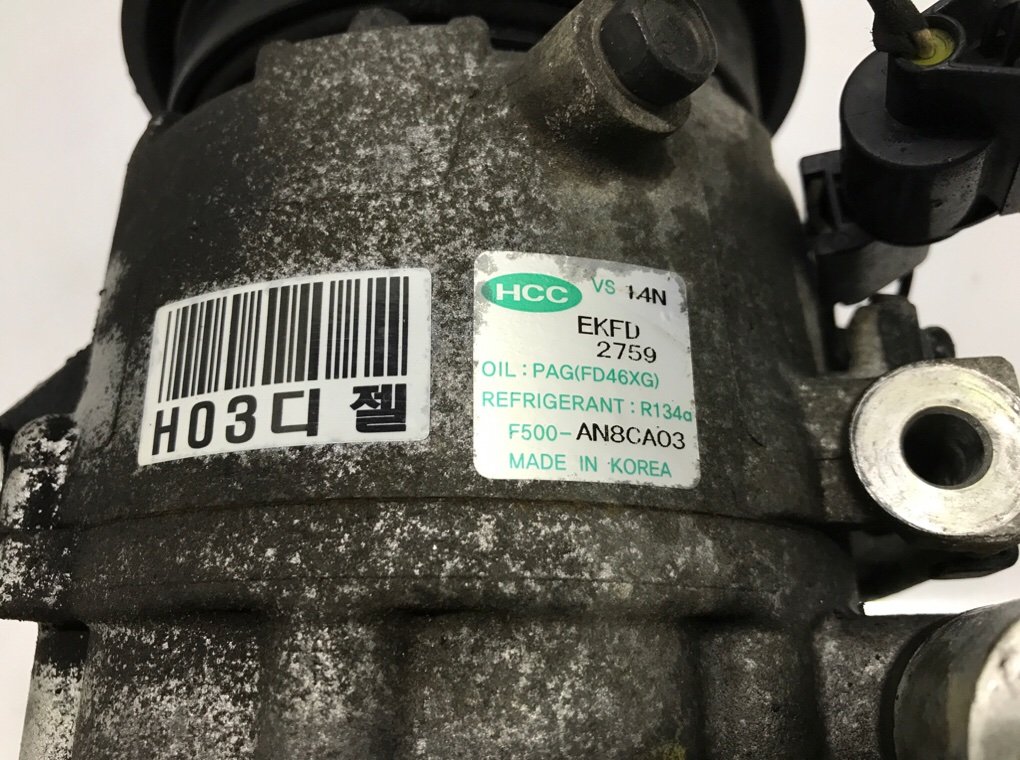 H03디젤
HCC VS 14N
EKFD
2759
OIL : PAG(FD46XG)
REFRIGERANT : R134a
F500-AN8CA03
MADE IN KOREA